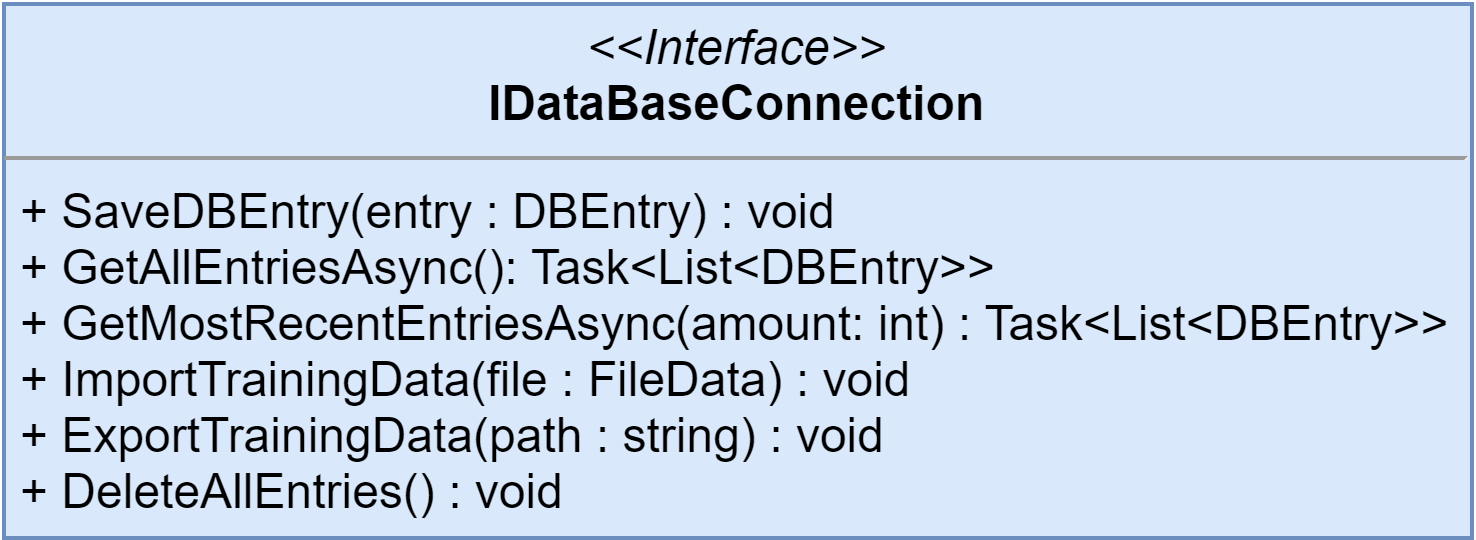 <<Interface>>
IDataBaseConnection
+ SaveDBEntry(entry : DBEntry) : void
+ GetAllEntriesAsync(): Task<List<DBEntry>>
+ GetMostRecentEntriesAsync(amount: int) : Task<List<DBEntry>>
+ ImportTrainingData(file : FileData) : void
+ ExportTrainingData(path : string) : void
+ DeleteAllEntries() : void